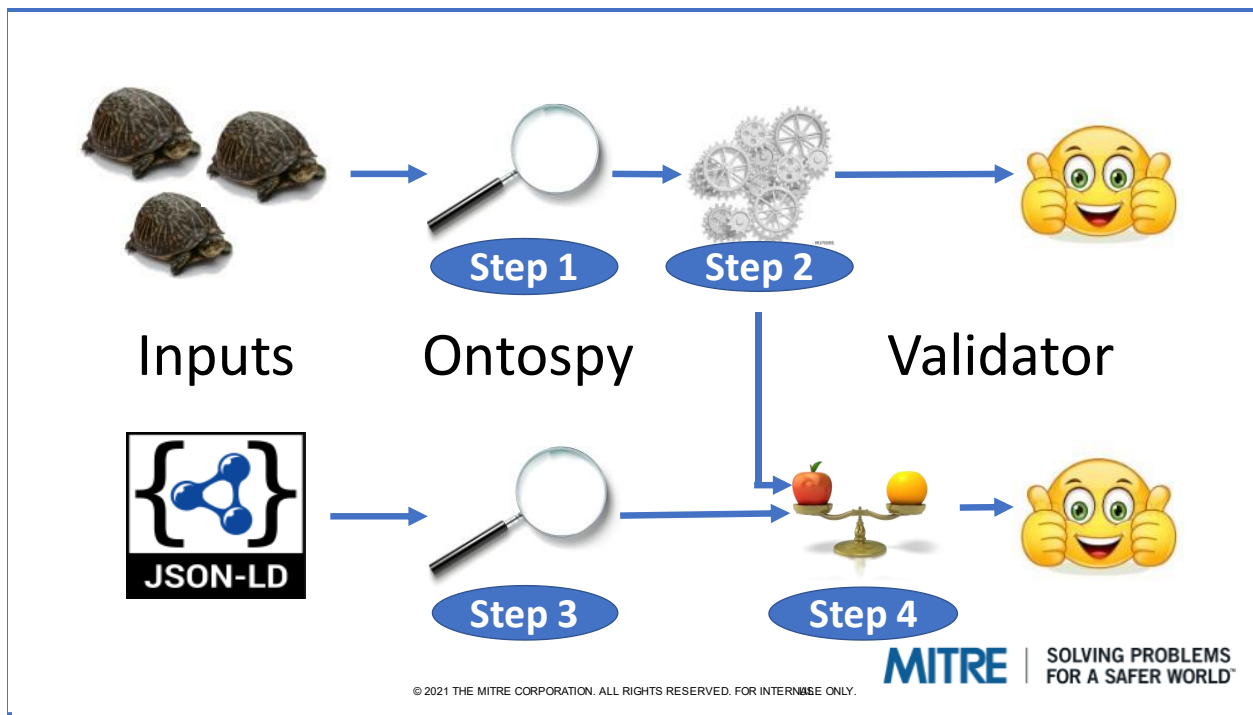 Step 1
Step 2
Inputs
Ontospy
Validator
{ }
JSON-LD
Step 3
Step 4
MITRE
SOLVING PROBLEMS
FOR A SAFER WORLD™
© 2021 THE MITRE CORPORATION. ALL RIGHTS RESERVED. FOR INTERNAL USE ONLY.